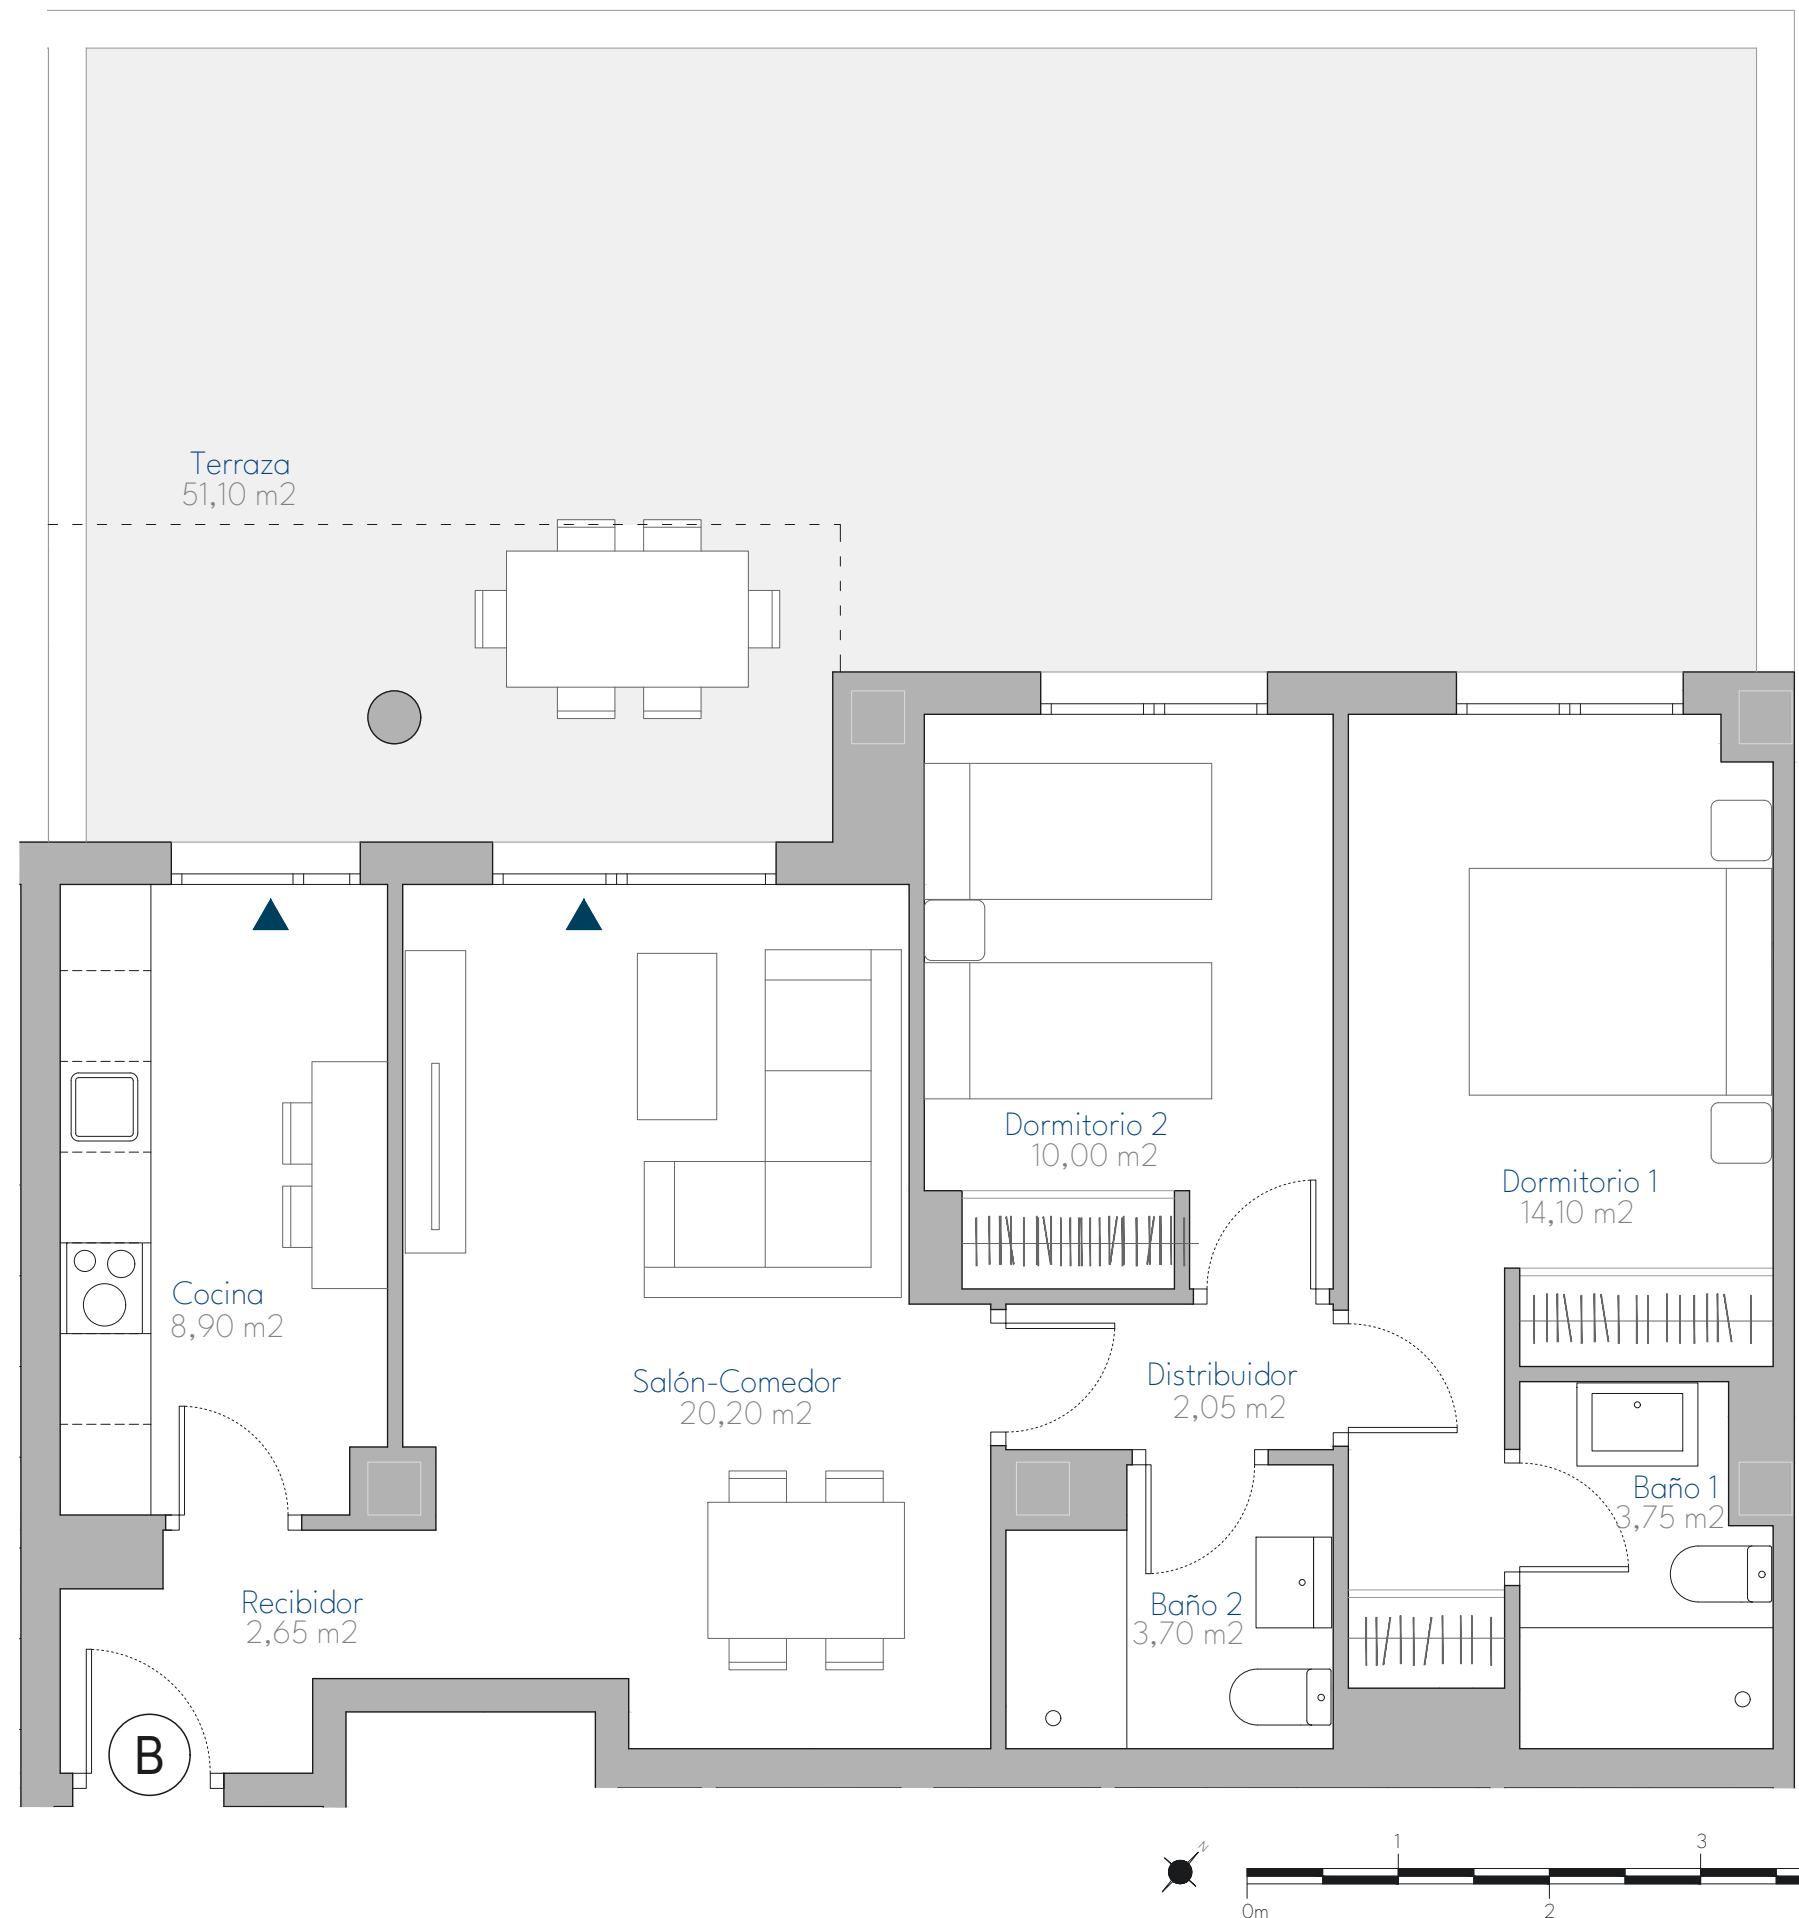 Terraza
51,10 m2
Dormitorio 2
10,00 m2
Dormitorio 1
14,10 m2
Cocina
8,90 m2
Salón-Comedor
20,20 m2
Distribuidor
2,05 m2
Baño 1
3,75 m2
Recibidor
2,65 m2
Baño 2
3,70 m2
B
N
1
3
0m
2